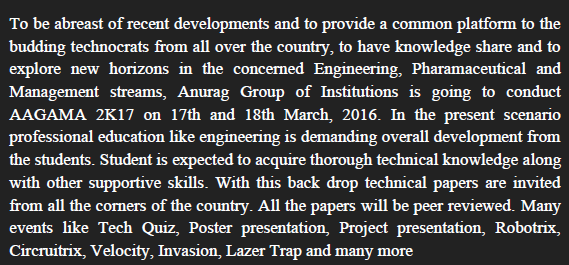 To be abreast of recent developments and to provide a common platform to the
budding technocrats from all over the country, to have knowledge share and to
explore new horizons in the concerned Engineering, Pharamaceutical and
Management streams, Anurag Group of Institutions is going to conduct
AAGAMA 2K17 on 17th and 18th March, 2016. In the present scenario
professional education like engineering is demanding overall development from
the students. Student is expected to acquire thorough technical knowledge along
with other supportive skills. With this back drop technical papers are invited
from all the corners of the country. All the papers will be peer reviewed. Many
events like Tech Quiz, Poster presentation, Project presentation, Robotrix,
Circruitrix, Velocity, Invasion, Lazer Trap and many more